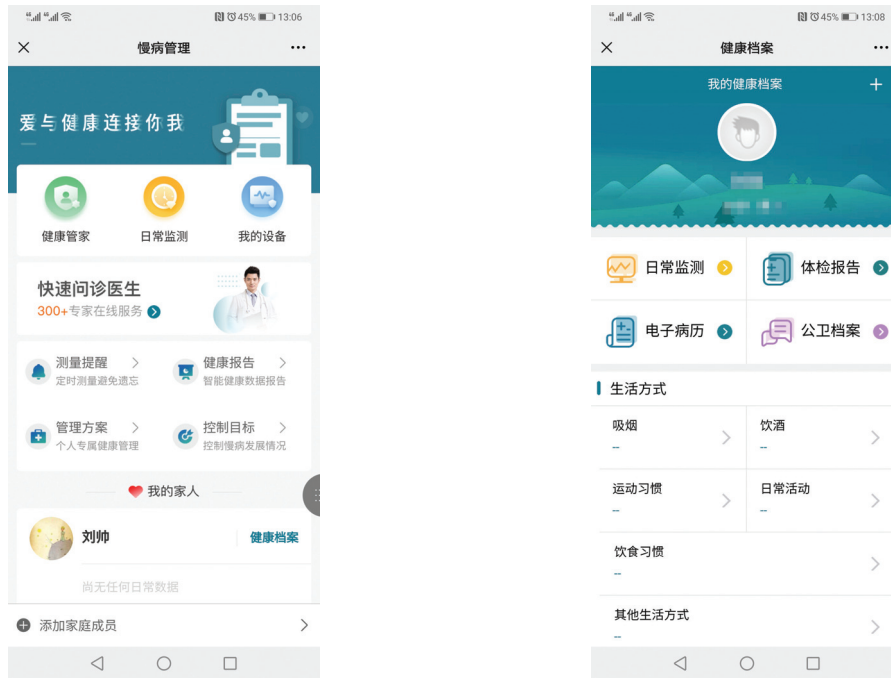 45% 13:06
慢病管理
爱与健康连接你我
健康管家
日常监测
我的设备
快速问诊医生
300+专家在线服务
测量提醒
定时测量避免遗忘
健康报告
智能健康数据报告
管理方案
个人专属健康管理
控制目标
控制慢病发展情况
我的家人
刘帅
健康档案
尚无任何日常数据
添加家庭成员
45% 13:08
健康档案
我的健康档案
日常监测
体检报告
电子病历
公卫档案
生活方式
吸烟
--
饮酒
--
运动习惯
--
日常活动
--
饮食习惯
--
其他生活方式
--